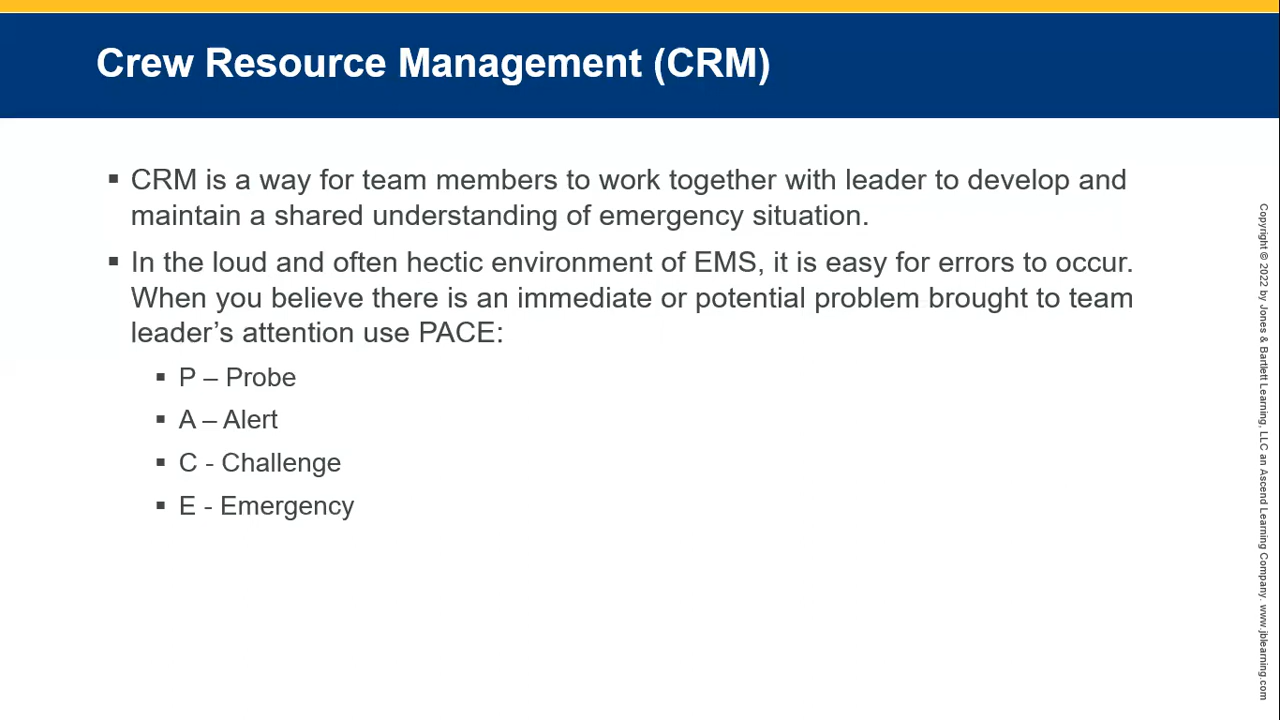 Crew Resource Management (CRM)
▪ CRM is a way for team members to work together with leader to develop and
maintain a shared understanding of emergency situation.
▪ In the loud and often hectic environment of EMS, it is easy for errors to occur.
When you believe there is an immediate or potential problem brought to team
leader’s attention use PACE:
▪ P – Probe
▪ A – Alert
▪ C - Challenge
▪ E - Emergency
Copyright © 2022 by Jones & Bartlett Learning, LLC an Ascend Learning Company. www.jblearning.com